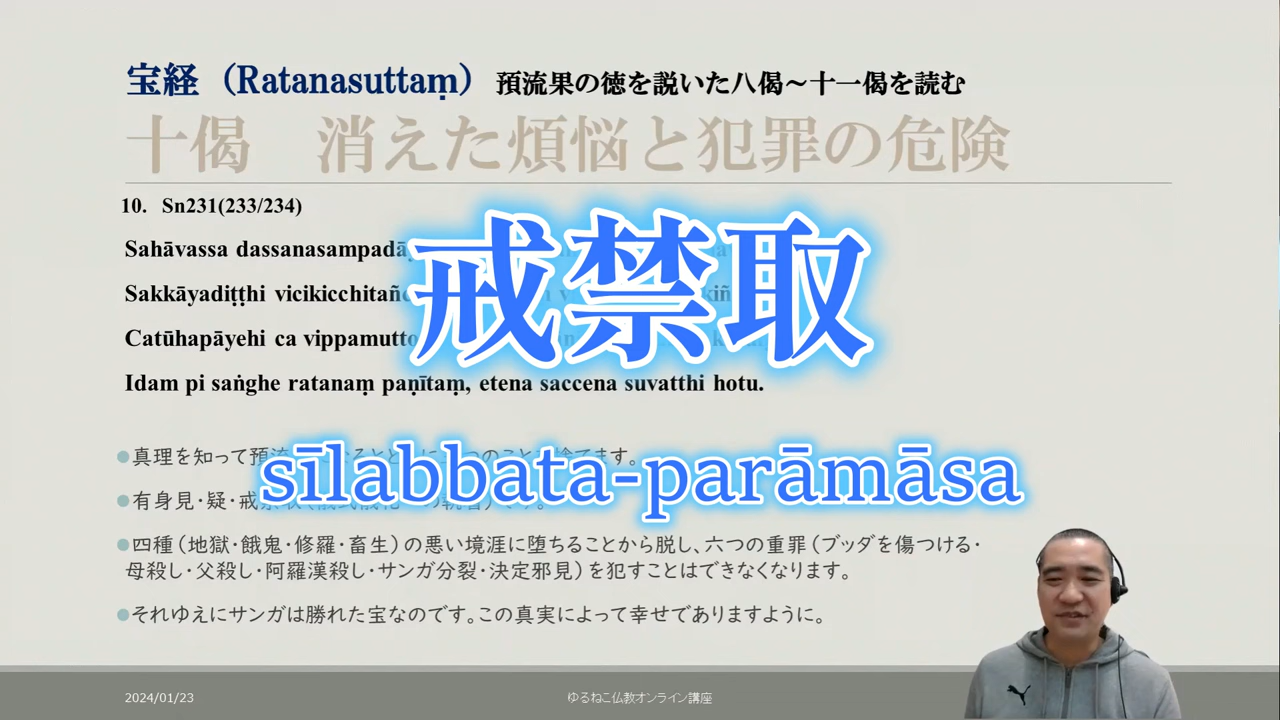 宝経（Ratanasuttaṃ）預流果の徳を説いた八偈～十一偈を読む
十偈　消えた煩悩と犯罪の危険
10. Sn231(233/234)
Sahāvassa dassanasampadāy
Sakkāyadiṭṭhi vicikicchitañc
戒禁取
Catūhapāyehi ca vippamutto
Idam pi saṅghe ratanaṃ paṇītaṃ, etena saccena suvatthi hotu.
●真理を知って預流
sīlabbata-parāmāsa
●有身見・疑・戒禁取
●四種（地獄・餓鬼・修羅・畜生）の悪い境涯に堕ちることから脱し、六つの重罪（ブッダを傷つける・
母殺し・父殺し・阿羅漢殺し・サンガ分裂・決定邪見）を犯すことはできなくなります。
●それゆえにサンガは勝れた宝なのです。この真実によって幸せでありますように。
2024/01/23
ゆるねこ仏教オンライン講座